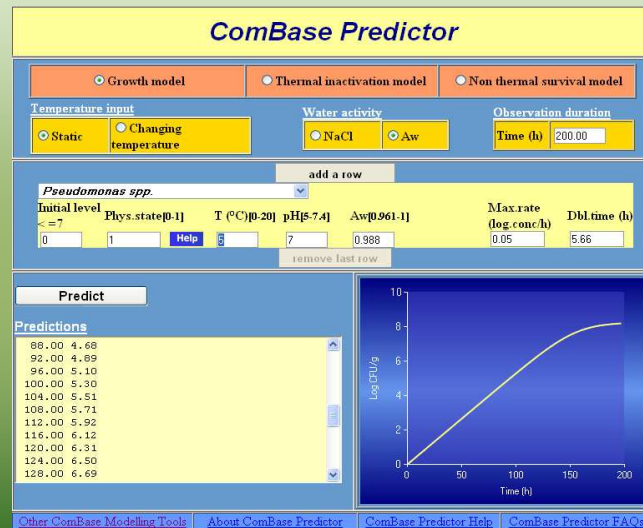 ComBase Predictor
Growth model Thermal inactivation model Non thermal survival model
Temperature input Water activity Observation duration
Static Changing temperature NaCl Aw Time (h) 200.00
add a row
Pseudomonas spp.
Initial level <=7 Phys.state[0-1] T (°C)[0-20] pH[5-7.4] Aw[0.961-1] Max.rate (log.conc/h) Dbl.time (h)
0 1 Help 5 7 0.988 0.05 5.66
remove last row
Predict
Predictions
88.00 4.68
92.00 4.89
96.00 5.10
100.00 5.30
104.00 5.51
108.00 5.71
112.00 5.92
116.00 6.12
120.00 6.31
124.00 6.50
128.00 6.69
Log CFU/g
10
8
6
4
2
0
0 50 100 150 200
Time (h)
Other ComBase Modelling Tools About ComBase Predictor ComBase Predictor Help ComBase Predictor FAQs